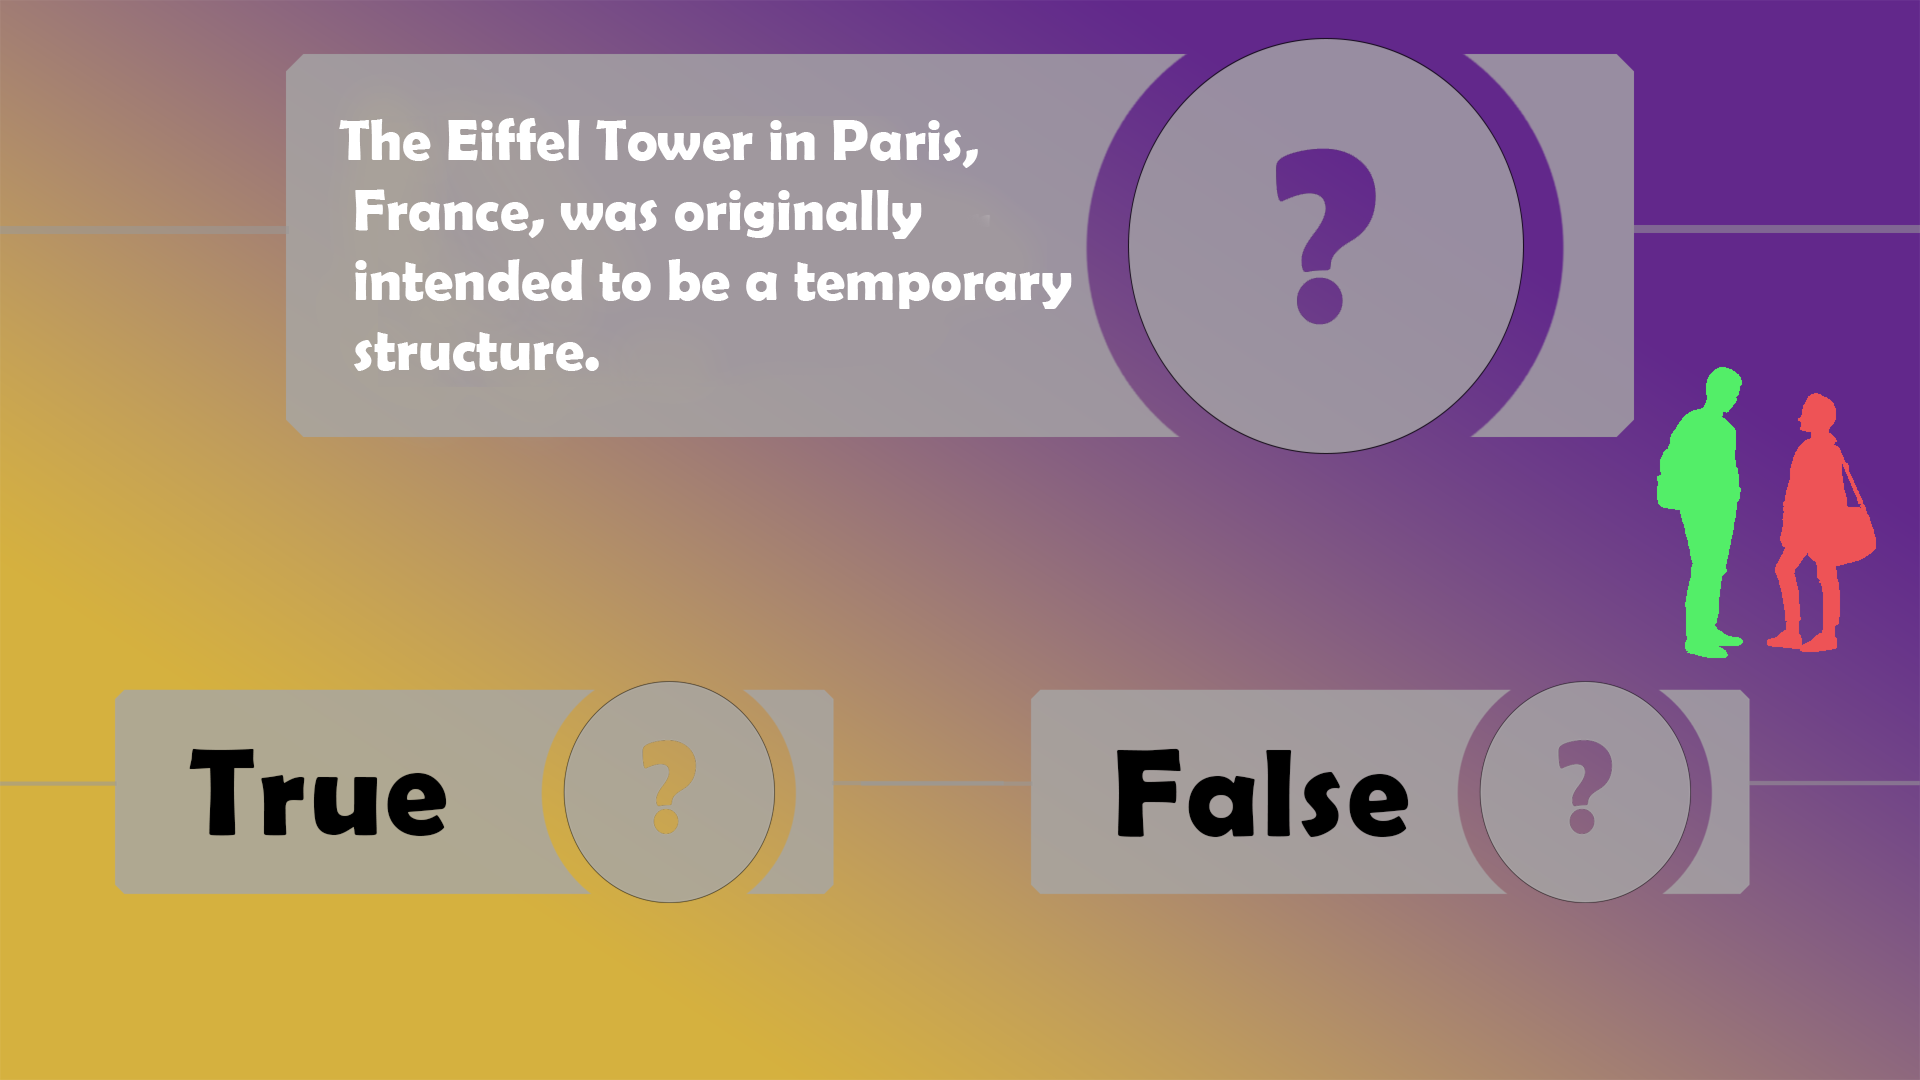 The Eiffel Tower in Paris,
France, was originally
intended to be a temporary
structure.
?
True
?
False
?